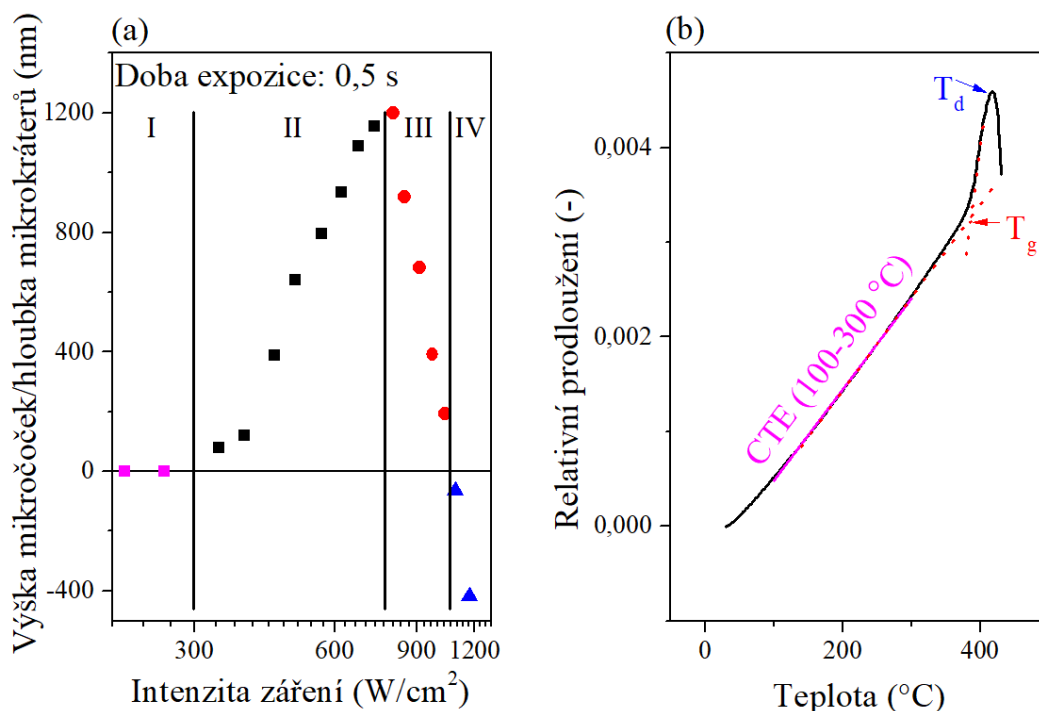 (a)
Doba expozice: 0,5 s
I
II
III
IV
1200
800
400
0
-400
300
600
900
1200
Výška mikročoček/hloubka mikrokráterů (nm)
Intenzita záření (W/cm²)
(b)
T_d
T_g
CTE (100-300 °C)
0,004
0,002
0,000
0
200
400
Relativní prodloužení (-)
Teplota (°C)